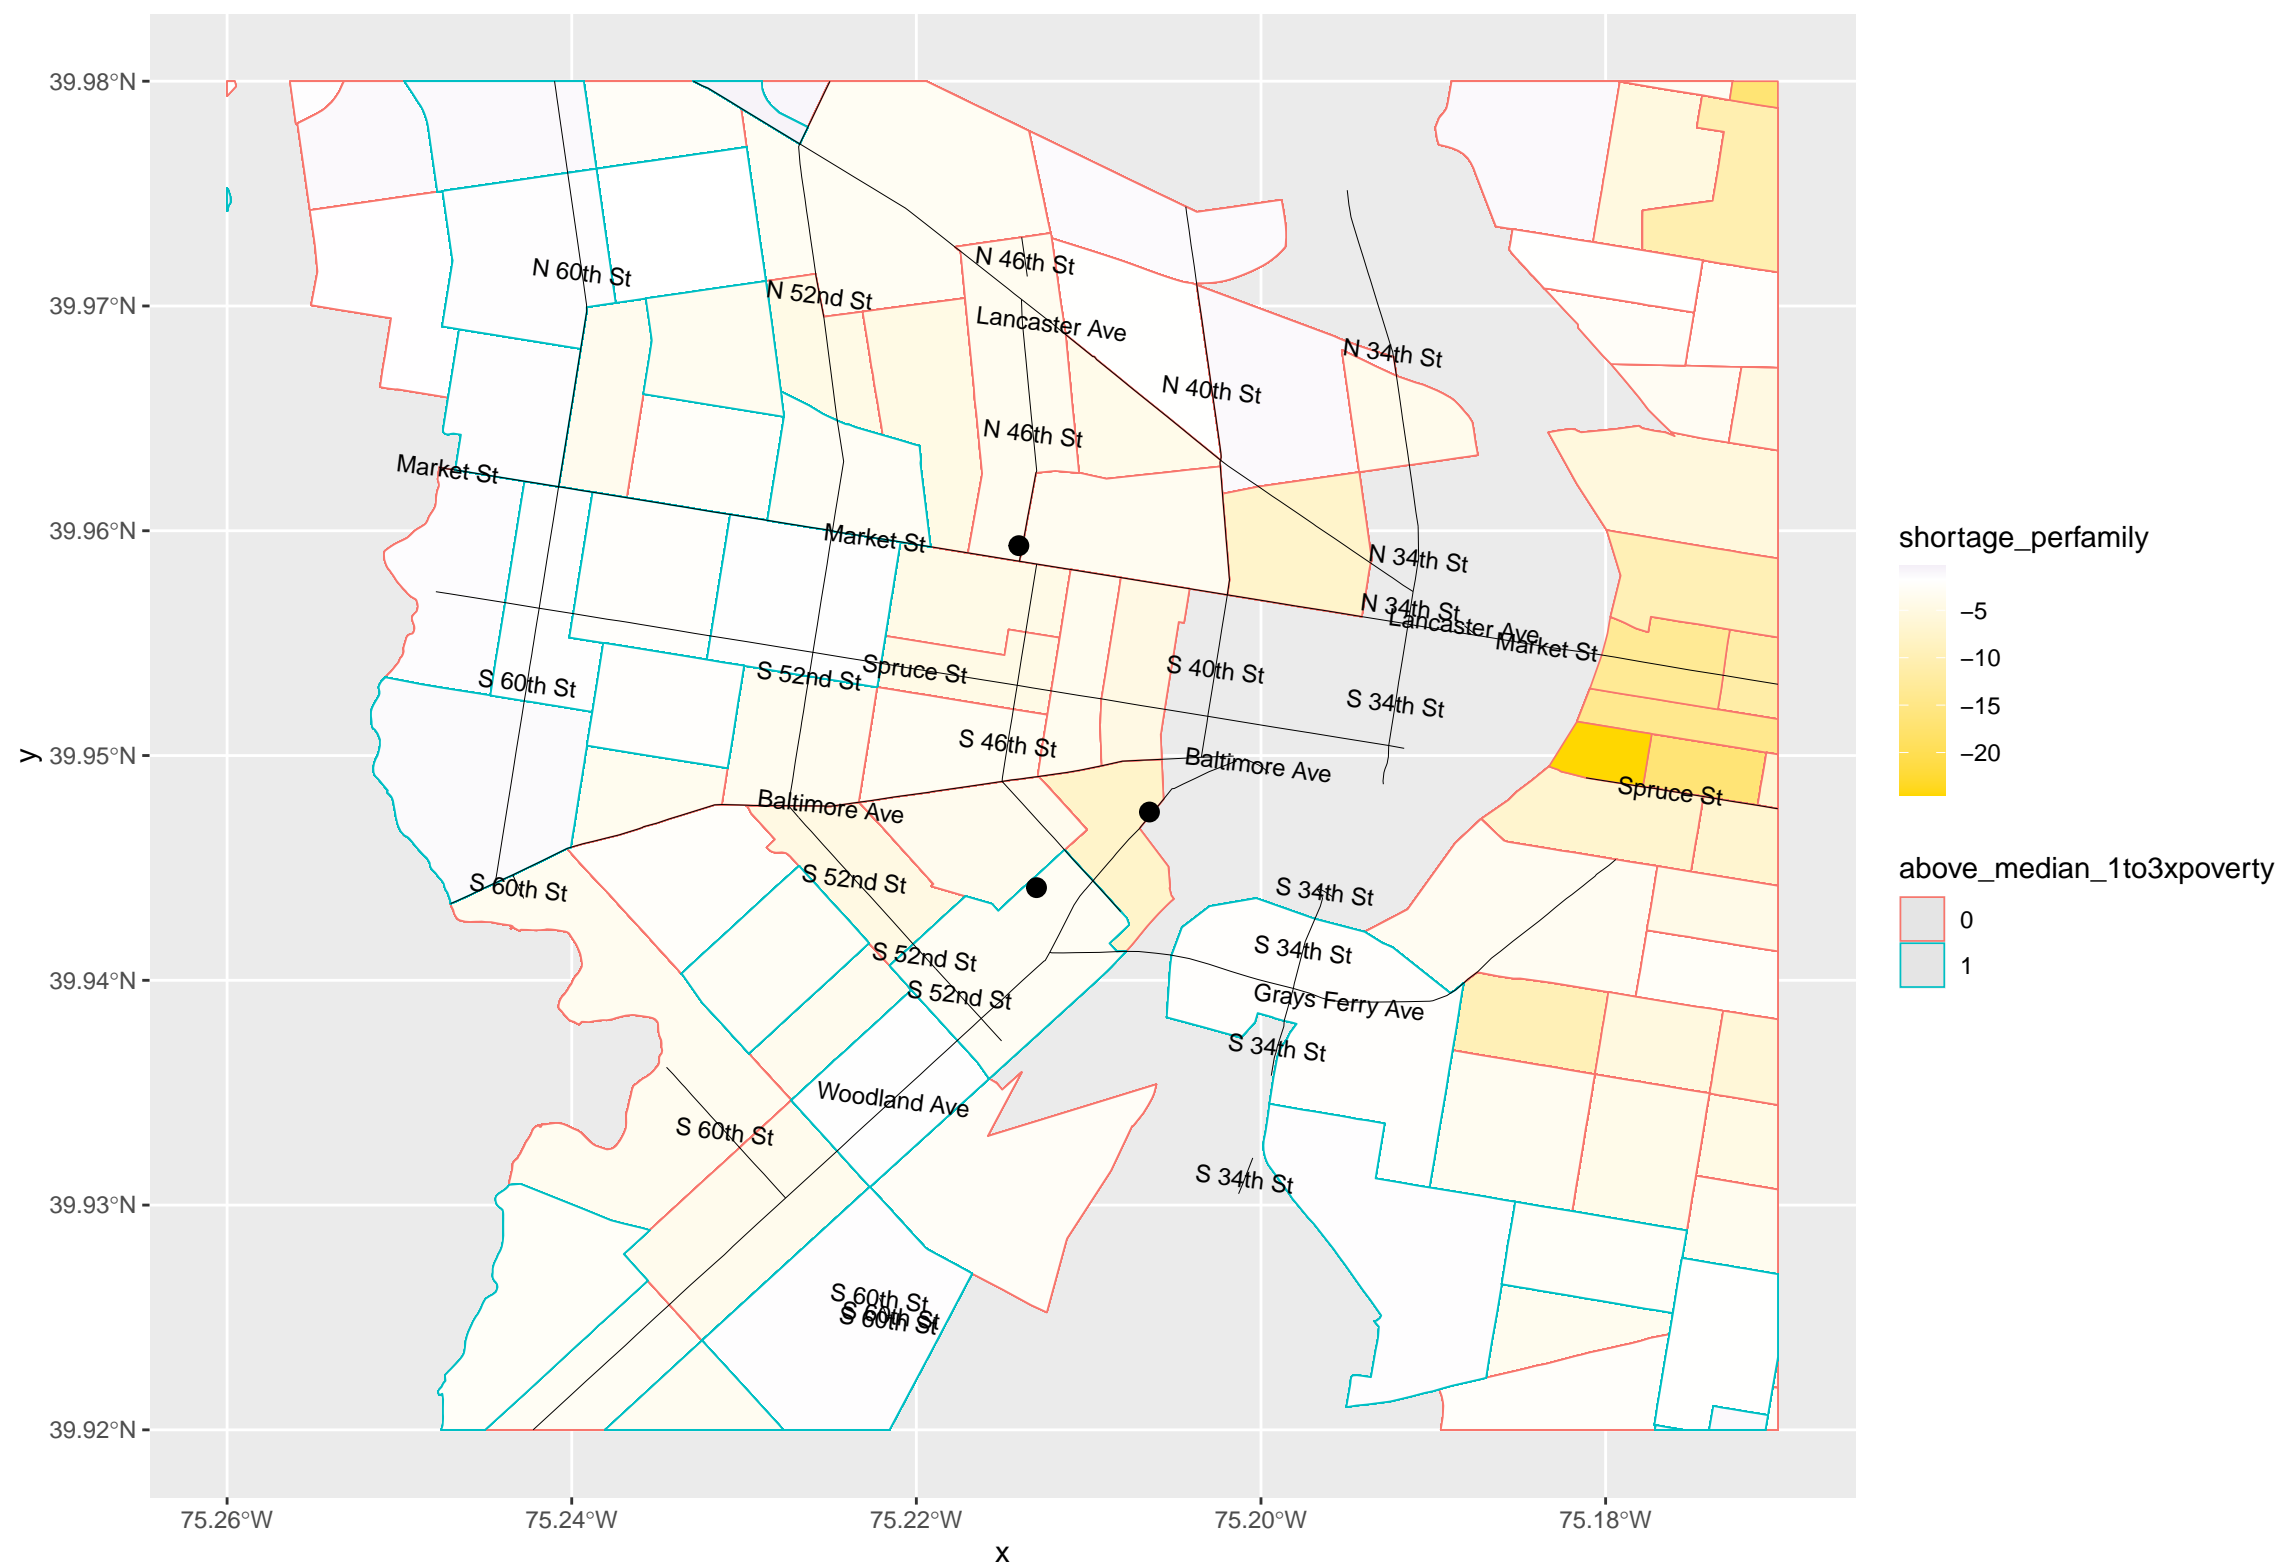 39.98°N
39.97°N
39.96°N
39.95°N
39.94°N
39.93°N
39.92°N
y
N 46th St
N 60th St
N 52nd St
Lancaster Ave
N 34th St
N 40th St
N 46th St
Market St
Market St
N 34th St
N 34th St
Lancaster Ave
Market St
Spruce St
S 40th St
S 52nd St
S 60th St
S 34th St
S 46th St
Baltimore Ave
Spruce St
Baltimore Ave
S 52nd St
S 60th St
S 34th St
S 34th St
S 52nd St
S 52nd St
Grays Ferry Ave
S 34th St
Woodland Ave
S 60th St
S 34th St
S 60th St
S 60th St
S 60th St
75.26°W
75.24°W
75.22°W
75.20°W
75.18°W
x
shortage_perfamily
−5
−10
−15
−20
above_median_1to3xpoverty
0
1